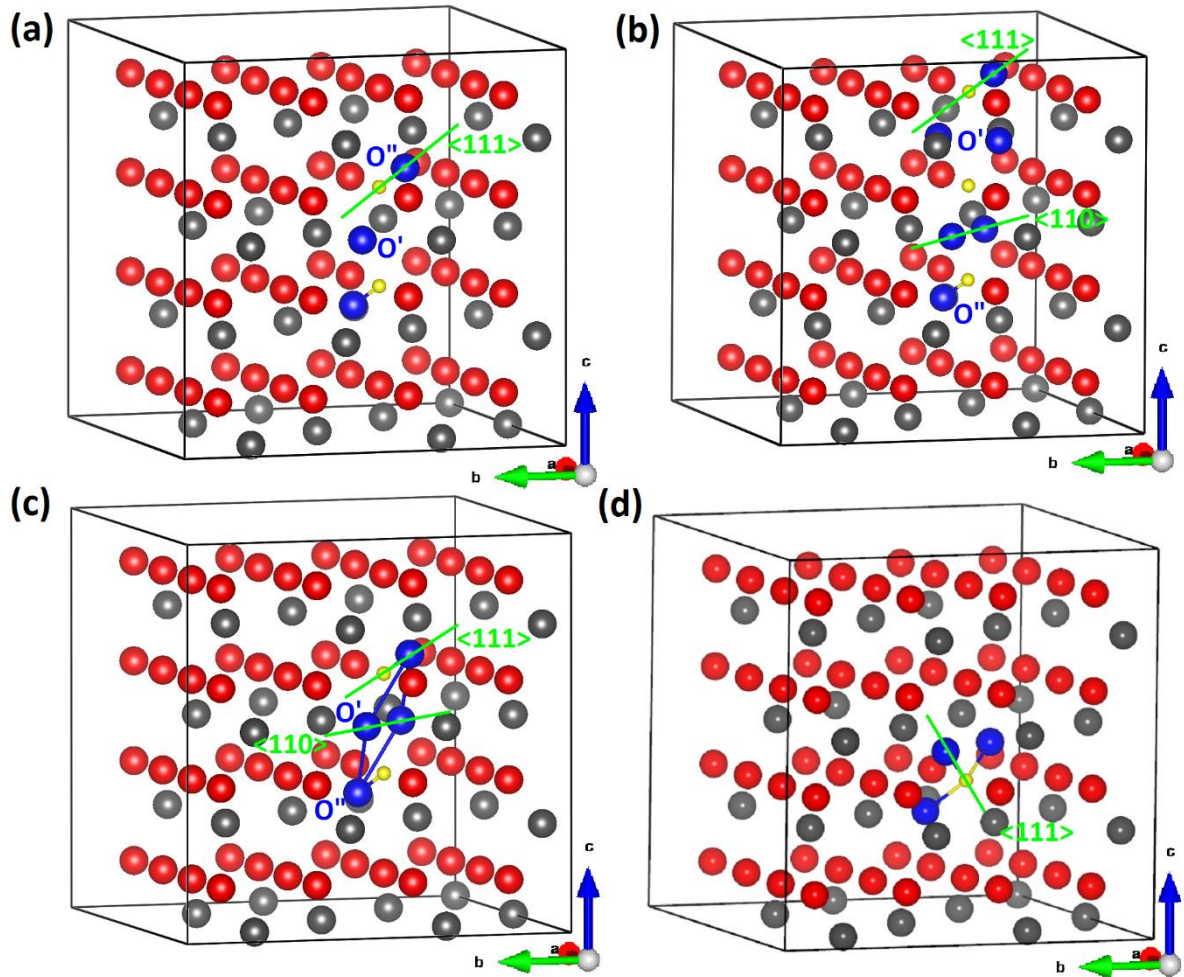 (a)
O"
<111>
O'
c
b
a
(b)
<111>
O'
<110>
O"
c
b
a
(c)
<111>
O'
<110>
O"
c
b
a
(d)
<111>
c
b
a